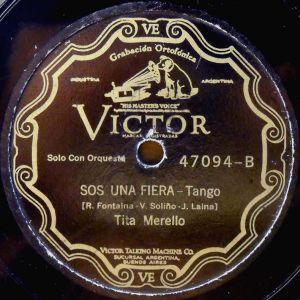 VE
Grabación Ortofónica
INDUSTRIA
ARGENTINA
"HIS MASTER'S VOICE"
VICTOR
MARCAS REGISTRADAS
Solo Con Orquesta
47094-B
SOS UNA FIERA - Tango
[R. Fontaina - V. Soliño - J. Laina]
Tita Merello
VICTOR TALKING MACHINE CO.
SUCURSAL ARGENTINA,
BUENOS AIRES
VE